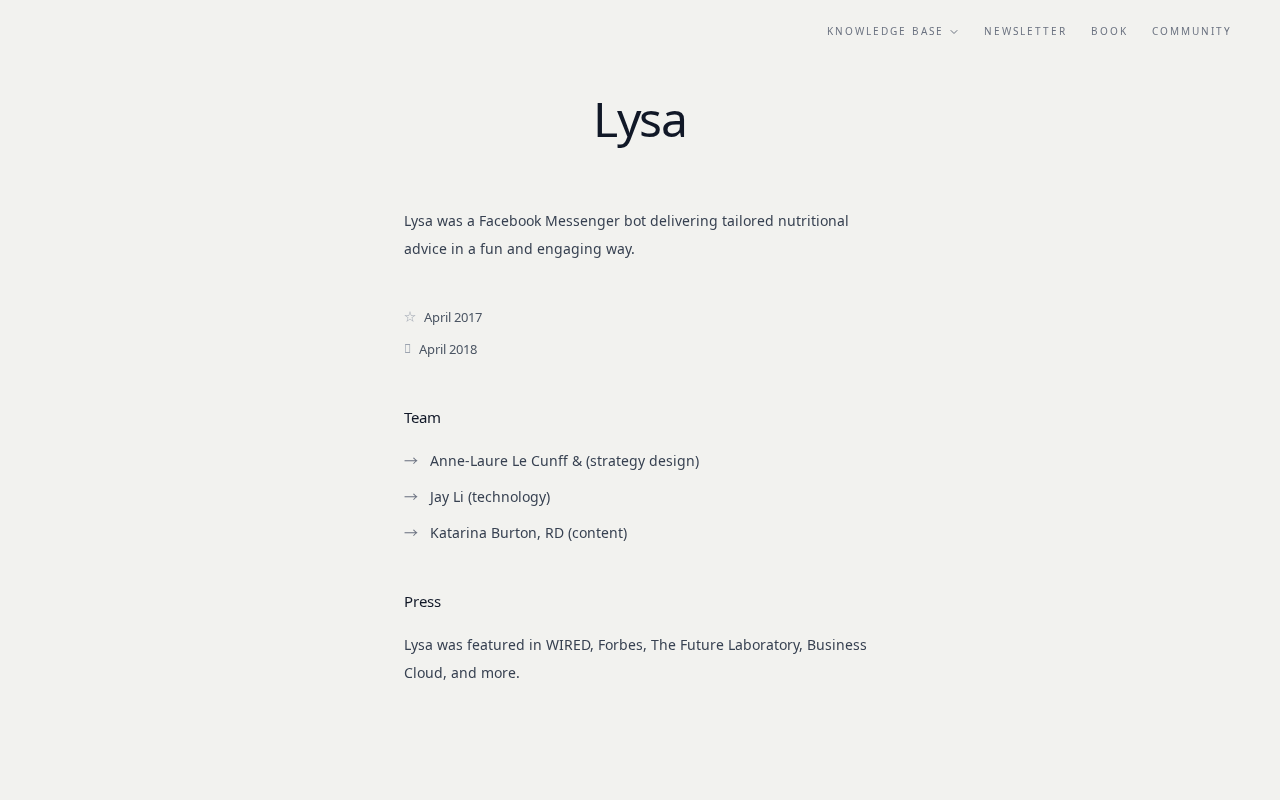 KNOWLEDGE BASE NEWSLETTER BOOK COMMUNITY
Lysa
Lysa was a Facebook Messenger bot delivering tailored nutritional
advice in a fun and engaging way.
☆ April 2017
April 2018
Team
→ Anne-Laure Le Cunff & (strategy design)
→ Jay Li (technology)
→ Katarina Burton, RD (content)
Press
Lysa was featured in WIRED, Forbes, The Future Laboratory, Business
Cloud, and more.